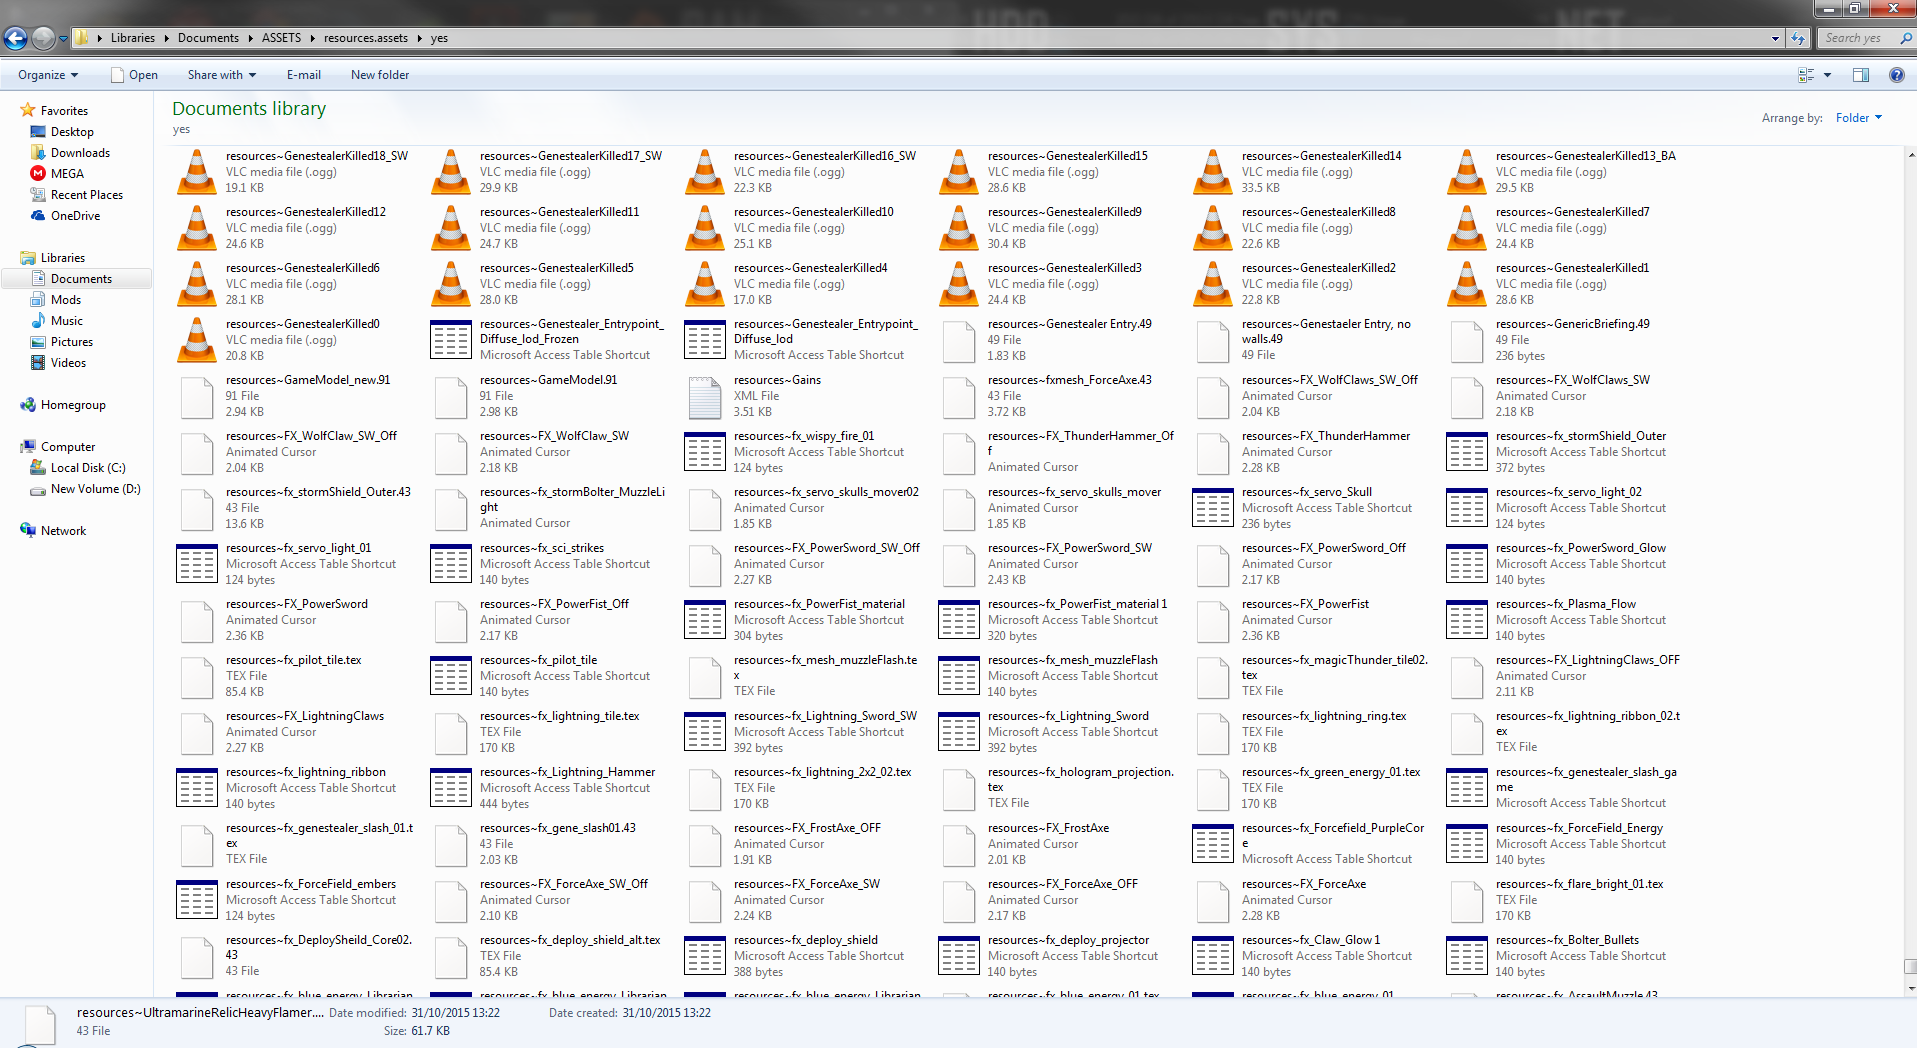 Libraries ▸ Documents ▸ ASSETS ▸ resources.assets ▸ yes
Search yes
Organize Open Share with E-mail New folder
Documents library
yes
Arrange by: Folder
Favorites
Desktop
Downloads
MEGA
Recent Places
OneDrive
Libraries
Documents
Mods
Music
Pictures
Videos
Homegroup
Computer
Local Disk (C:)
New Volume (D:)
Network
resources~GenestealerKilled18_SW
VLC media file (.ogg)
19.1 KB
resources~GenestealerKilled17_SW
VLC media file (.ogg)
29.9 KB
resources~GenestealerKilled16_SW
VLC media file (.ogg)
22.3 KB
resources~GenestealerKilled15
VLC media file (.ogg)
28.6 KB
resources~GenestealerKilled14
VLC media file (.ogg)
33.5 KB
resources~GenestealerKilled13_BA
VLC media file (.ogg)
29.5 KB
resources~GenestealerKilled12
VLC media file (.ogg)
24.6 KB
resources~GenestealerKilled11
VLC media file (.ogg)
24.7 KB
resources~GenestealerKilled10
VLC media file (.ogg)
25.1 KB
resources~GenestealerKilled9
VLC media file (.ogg)
30.4 KB
resources~GenestealerKilled8
VLC media file (.ogg)
22.6 KB
resources~GenestealerKilled7
VLC media file (.ogg)
24.4 KB
resources~GenestealerKilled6
VLC media file (.ogg)
28.1 KB
resources~GenestealerKilled5
VLC media file (.ogg)
28.0 KB
resources~GenestealerKilled4
VLC media file (.ogg)
17.0 KB
resources~GenestealerKilled3
VLC media file (.ogg)
24.4 KB
resources~GenestealerKilled2
VLC media file (.ogg)
22.8 KB
resources~GenestealerKilled1
VLC media file (.ogg)
28.6 KB
resources~GenestealerKilled0
VLC media file (.ogg)
20.8 KB
resources~Genestealer_Entrypoint_
Diffuse_lod_Frozen
Microsoft Access Table Shortcut
resources~Genestealer_Entrypoint_
Diffuse_lod
Microsoft Access Table Shortcut
resources~Genestealer Entry.49
49 File
1.83 KB
resources~Genestaeler Entry, no
walls.49
49 File
resources~GenericBriefing.49
49 File
236 bytes
resources~GameModel_new.91
91 File
2.94 KB
resources~GameModel.91
91 File
2.98 KB
resources~Gains
XML File
3.51 KB
resources~fxmesh_ForceAxe.43
43 File
3.72 KB
resources~FX_WolfClaws_SW_Off
Animated Cursor
2.04 KB
resources~FX_WolfClaws_SW
Animated Cursor
2.18 KB
resources~FX_WolfClaw_SW_Off
Animated Cursor
2.04 KB
resources~FX_WolfClaw_SW
Animated Cursor
2.18 KB
resources~fx_wispy_fire_01
Microsoft Access Table Shortcut
124 bytes
resources~FX_ThunderHammer_Of
f
Animated Cursor
resources~FX_ThunderHammer
Animated Cursor
2.28 KB
resources~fx_stormShield_Outer
Microsoft Access Table Shortcut
372 bytes
resources~fx_stormShield_Outer.43
43 File
13.6 KB
resources~fx_stormBolter_MuzzleLi
ght
Animated Cursor
resources~fx_servo_skulls_mover02
Animated Cursor
1.85 KB
resources~fx_servo_skulls_mover
Animated Cursor
1.85 KB
resources~fx_servo_Skull
Microsoft Access Table Shortcut
236 bytes
resources~fx_servo_light_02
Microsoft Access Table Shortcut
124 bytes
resources~fx_servo_light_01
Microsoft Access Table Shortcut
124 bytes
resources~fx_sci_strikes
Microsoft Access Table Shortcut
140 bytes
resources~FX_PowerSword_SW_Off
Animated Cursor
2.27 KB
resources~FX_PowerSword_SW
Animated Cursor
2.43 KB
resources~FX_PowerSword_Off
Animated Cursor
2.17 KB
resources~fx_PowerSword_Glow
Microsoft Access Table Shortcut
140 bytes
resources~FX_PowerSword
Animated Cursor
2.36 KB
resources~FX_PowerFist_Off
Animated Cursor
2.17 KB
resources~fx_PowerFist_material
Microsoft Access Table Shortcut
304 bytes
resources~fx_PowerFist_material 1
Microsoft Access Table Shortcut
320 bytes
resources~FX_PowerFist
Animated Cursor
2.36 KB
resources~fx_Plasma_Flow
Microsoft Access Table Shortcut
140 bytes
resources~fx_pilot_tile.tex
TEX File
85.4 KB
resources~fx_pilot_tile
Microsoft Access Table Shortcut
140 bytes
resources~fx_mesh_muzzleFlash.te
x
TEX File
resources~fx_mesh_muzzleFlash
Microsoft Access Table Shortcut
140 bytes
resources~fx_magicThunder_tile02.
tex
TEX File
resources~FX_LightningClaws_OFF
Animated Cursor
2.11 KB
resources~FX_LightningClaws
Animated Cursor
2.27 KB
resources~fx_lightning_tile.tex
TEX File
170 KB
resources~fx_Lightning_Sword_SW
Microsoft Access Table Shortcut
392 bytes
resources~fx_Lightning_Sword
Microsoft Access Table Shortcut
392 bytes
resources~fx_lightning_ring.tex
TEX File
170 KB
resources~fx_lightning_ribbon_02.t
ex
TEX File
resources~fx_lightning_ribbon
Microsoft Access Table Shortcut
140 bytes
resources~fx_Lightning_Hammer
Microsoft Access Table Shortcut
444 bytes
resources~fx_lightning_2x2_02.tex
TEX File
170 KB
resources~fx_hologram_projection.
tex
TEX File
resources~fx_green_energy_01.tex
TEX File
170 KB
resources~fx_genestealer_slash_ga
me
Microsoft Access Table Shortcut
resources~fx_genestealer_slash_01.t
ex
TEX File
resources~fx_gene_slash01.43
43 File
2.03 KB
resources~FX_FrostAxe_OFF
Animated Cursor
1.91 KB
resources~FX_FrostAxe
Animated Cursor
2.01 KB
resources~fx_Forcefield_PurpleCor
e
Microsoft Access Table Shortcut
resources~fx_ForceField_Energy
Microsoft Access Table Shortcut
140 bytes
resources~fx_ForceField_embers
Microsoft Access Table Shortcut
124 bytes
resources~FX_ForceAxe_SW_Off
Animated Cursor
2.10 KB
resources~FX_ForceAxe_SW
Animated Cursor
2.24 KB
resources~FX_ForceAxe_OFF
Animated Cursor
2.17 KB
resources~FX_ForceAxe
Animated Cursor
2.28 KB
resources~fx_flare_bright_01.tex
TEX File
170 KB
resources~fx_DeploySheild_Core02.
43
43 File
resources~fx_deploy_shield_alt.tex
TEX File
85.4 KB
resources~fx_deploy_shield
Microsoft Access Table Shortcut
388 bytes
resources~fx_deploy_projector
Microsoft Access Table Shortcut
140 bytes
resources~fx_Claw_Glow 1
Microsoft Access Table Shortcut
140 bytes
resources~fx_Bolter_Bullets
Microsoft Access Table Shortcut
140 bytes
resources~fx_blue_energy_Librarian
resources~fx_blue_energy_Librarian
resources~fx_blue_energy_Librarian
resources~fx_blue_energy_01.tex
resources~fx_blue_energy_01
resources~fx_AssaultMuzzle.43
resources~UltramarineRelicHeavyFlamer.... Date modified: 31/10/2015 13:22 Date created: 31/10/2015 13:22
43 File Size: 61.7 KB